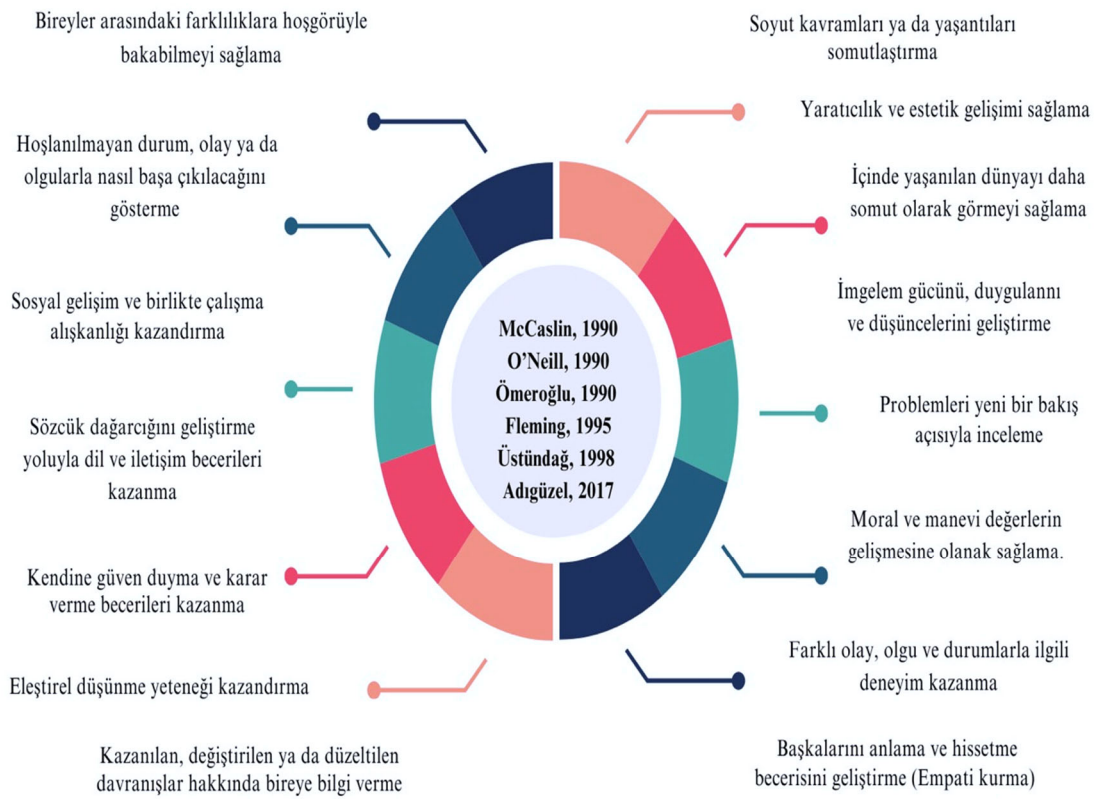 Bireyler arasındaki farklılıklara hoşgörüyle
bakabilmeyi sağlama
Hoşlanılmayan durum, olay ya da
olgularla nasıl başa çıkılacağını
gösterme
Sosyal gelişim ve birlikte çalışma
alışkanlığı kazandırma
Sözcük dağarcığını geliştirme
yoluyla dil ve iletişim becerileri
kazanma
Kendine güven duyma ve karar
verme becerileri kazanma
Eleştirel düşünme yeteneği kazandırma
Kazanılan, değiştirilen ya da düzeltilen
davranışlar hakkında bireye bilgi verme
McCaslin, 1990
O’Neill, 1990
Ömeroğlu, 1990
Fleming, 1995
Üstündağ, 1998
Adıgüzel, 2017
Soyut kavramları ya da yaşantıları
somutlaştırma
Yaratıcılık ve estetik gelişimi sağlama
İçinde yaşanılan dünyayı daha
somut olarak görmeyi sağlama
İmgelem gücünü, duygulannı
ve düşüncelerini geliştirme
Problemleri yeni bir bakış
açısıyla inceleme
Moral ve manevi değerlerin
gelişmesine olanak sağlama.
Farklı olay, olgu ve durumlarla ilgili
deneyim kazanma
Başkalarını anlama ve hissetme
becerisini geliştirme (Empati kurma)